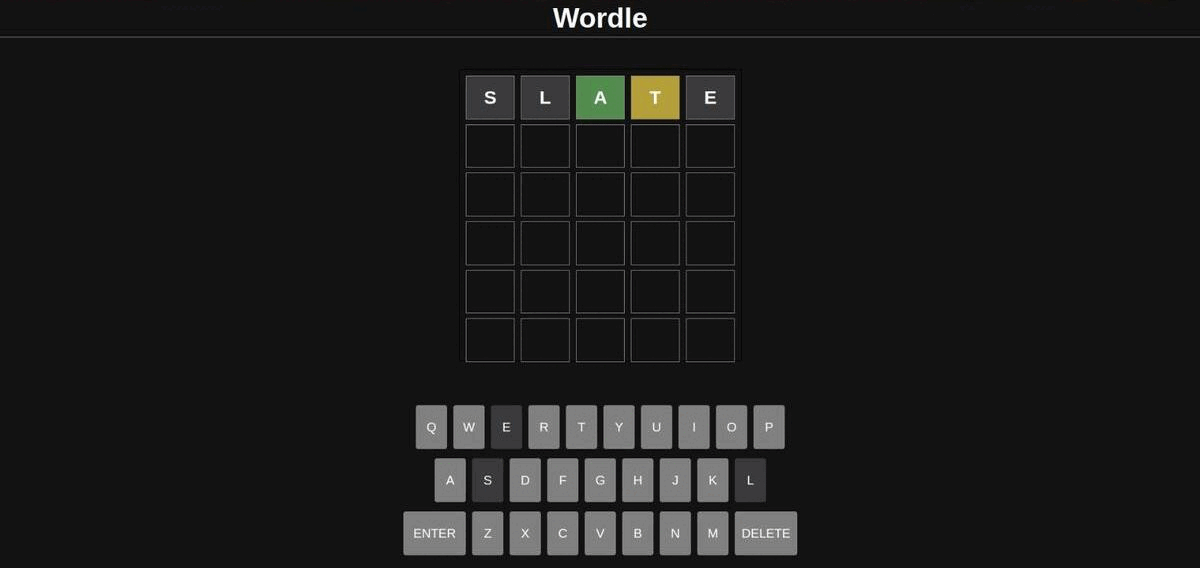 Wordle
S L A T E
Q W E R T Y U I O P
A S D F G H J K L
ENTER Z X C V B N M DELETE